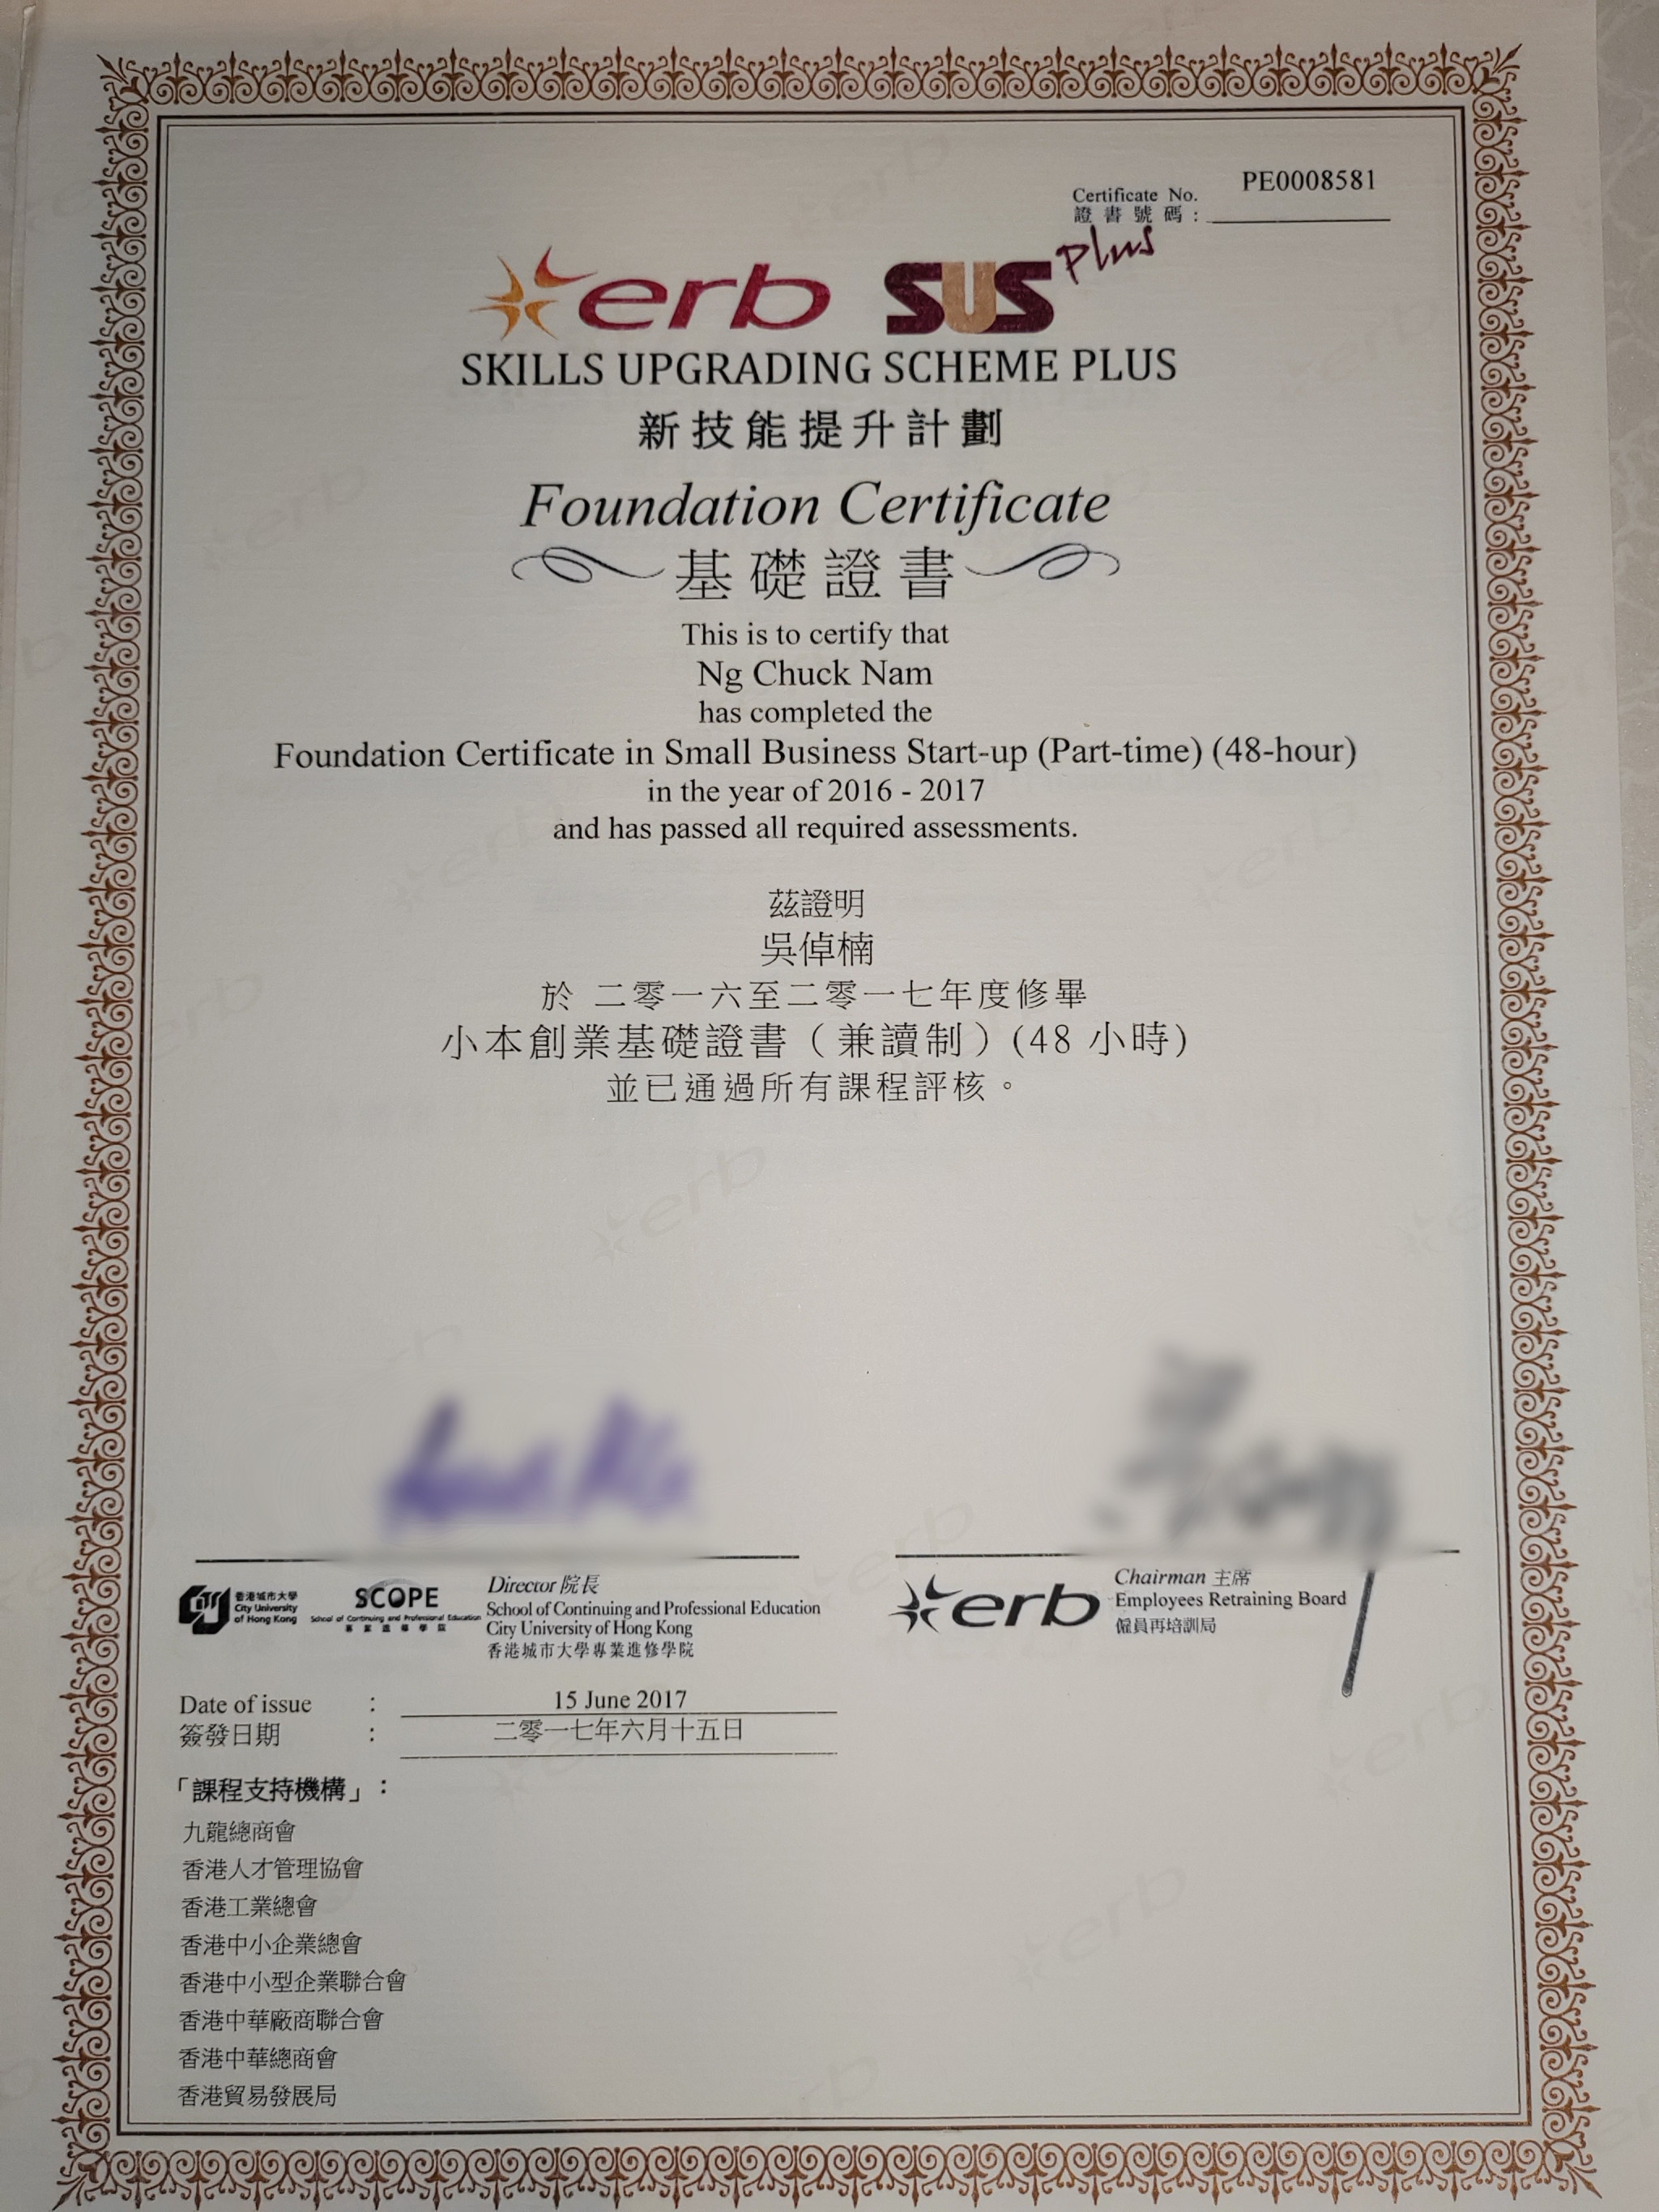 Certificate No.
證書號碼: PE0008581
erb SUS Plus
SKILLS UPGRADING SCHEME PLUS
新技能提升計劃
Foundation Certificate
基礎證書
This is to certify that
Ng Chuck Nam
has completed the
Foundation Certificate in Small Business Start-up (Part-time) (48-hour)
in the year of 2016 - 2017
and has passed all required assessments.
茲證明
吳倬楠
於 二零一六至二零一七年度修畢
小本創業基礎證書（兼讀制）(48 小時)
並已通過所有課程評核。
香港城市大學
City University
of Hong Kong
SCOPE
School of Continuing and Professional Education
專業進修學院
Director 院長
School of Continuing and Professional Education
City University of Hong Kong
香港城市大學專業進修學院
erb
Chairman 主席
Employees Retraining Board
僱員再培訓局
Date of issue : 15 June 2017
簽發日期 : 二零一七年六月十五日
「課程支持機構」：
九龍總商會
香港人才管理協會
香港工業總會
香港中小企業總會
香港中小型企業聯合會
香港中華廠商聯合會
香港中華總商會
香港貿易發展局